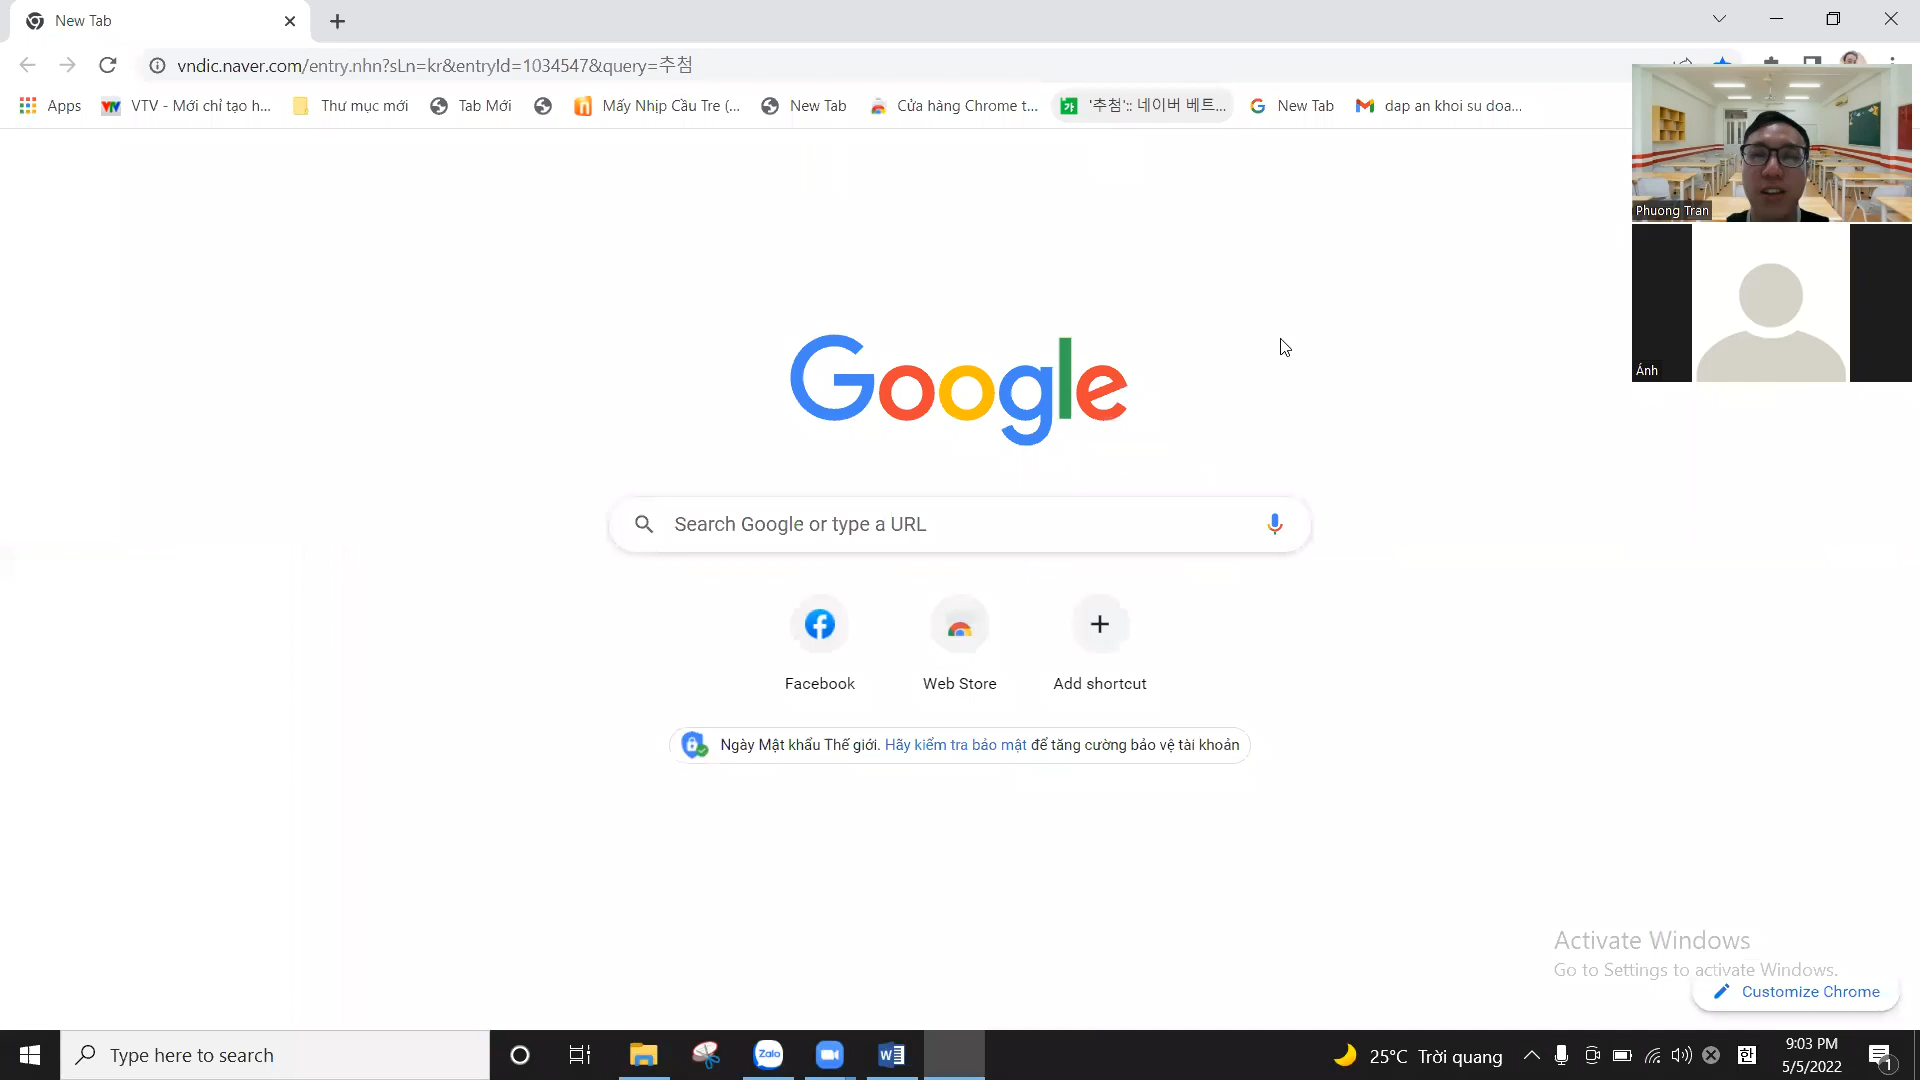 New Tab
vndic.naver.com/entry.nhn?sLn=kr&entryId=1034547&query=추첨
Apps
VTV - Mới chỉ tạo h...
Thư mục mới
Tab Mới
Mấy Nhịp Cầu Tre (...
New Tab
Cửa hàng Chrome t...
'추첨':: 네이버 베트...
New Tab
dap an khoi su doa...
Phuong Tran
Ánh
Google
Search Google or type a URL
Facebook
Web Store
Add shortcut
Ngày Mật khẩu Thế giới. Hãy kiểm tra bảo mật để tăng cường bảo vệ tài khoản
Activate Windows
Go to Settings to activate Windows.
Customize Chrome
Type here to search
Zalo
25°C Trời quang
한
9:03 PM
5/5/2022
1